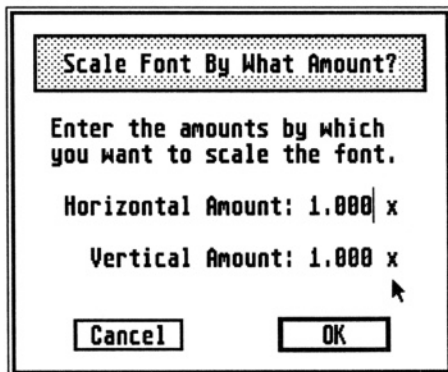 Scale Font By What Amount?
Enter the amounts by which
you want to scale the font.
Horizontal Amount: 1.000 x
Vertical Amount: 1.000 x
Cancel OK